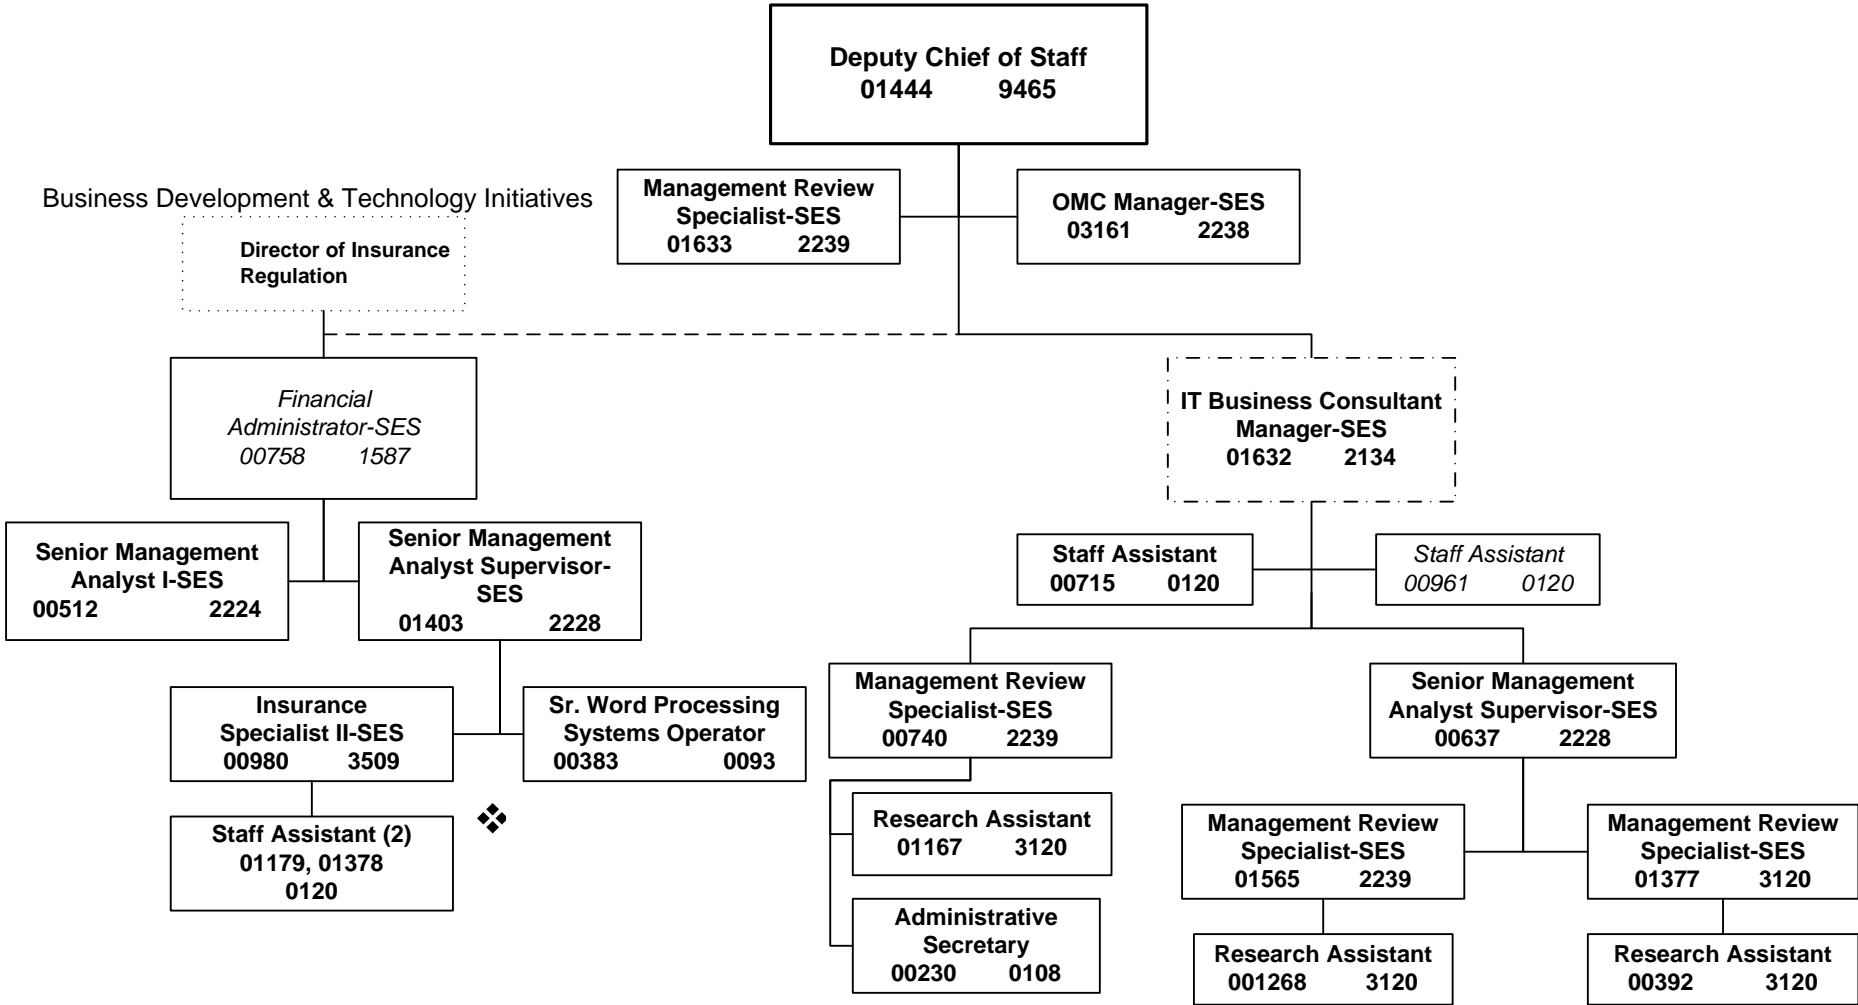 Deputy Chief of Staff
01444 9465
Management Review
Specialist-SES
01633 2239
OMC Manager-SES
03161 2238
Business Development & Technology Initiatives
Director of Insurance
Regulation
Financial
Administrator-SES
00758 1587
IT Business Consultant
Manager-SES
01632 2134
Senior Management
Analyst I-SES
00512 2224
Senior Management
Analyst Supervisor-
SES
01403 2228
Staff Assistant
00715 0120
Staff Assistant
00961 0120
Insurance
Specialist II-SES
00980 3509
Sr. Word Processing
Systems Operator
00383 0093
Management Review
Specialist-SES
00740 2239
Senior Management
Analyst Supervisor-SES
00637 2228
Staff Assistant (2)
01179, 01378
0120
Research Assistant
01167 3120
Management Review
Specialist-SES
01565 2239
Management Review
Specialist-SES
01377 3120
Administrative
Secretary
00230 0108
Research Assistant
001268 3120
Research Assistant
00392 3120